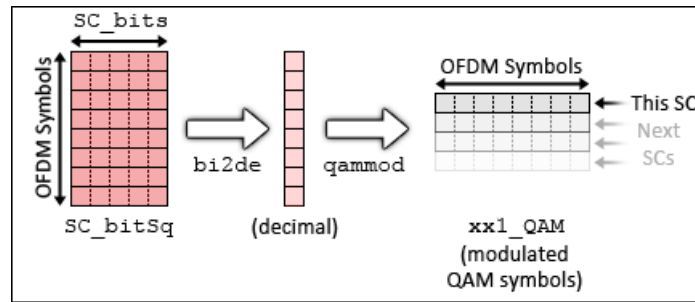 SC_bits
OFDM Symbols
SC_bitSq
bi2de
(decimal)
qammod
OFDM Symbols
This SC
Next
SCs
xx1_QAM
(modulated
QAM symbols)